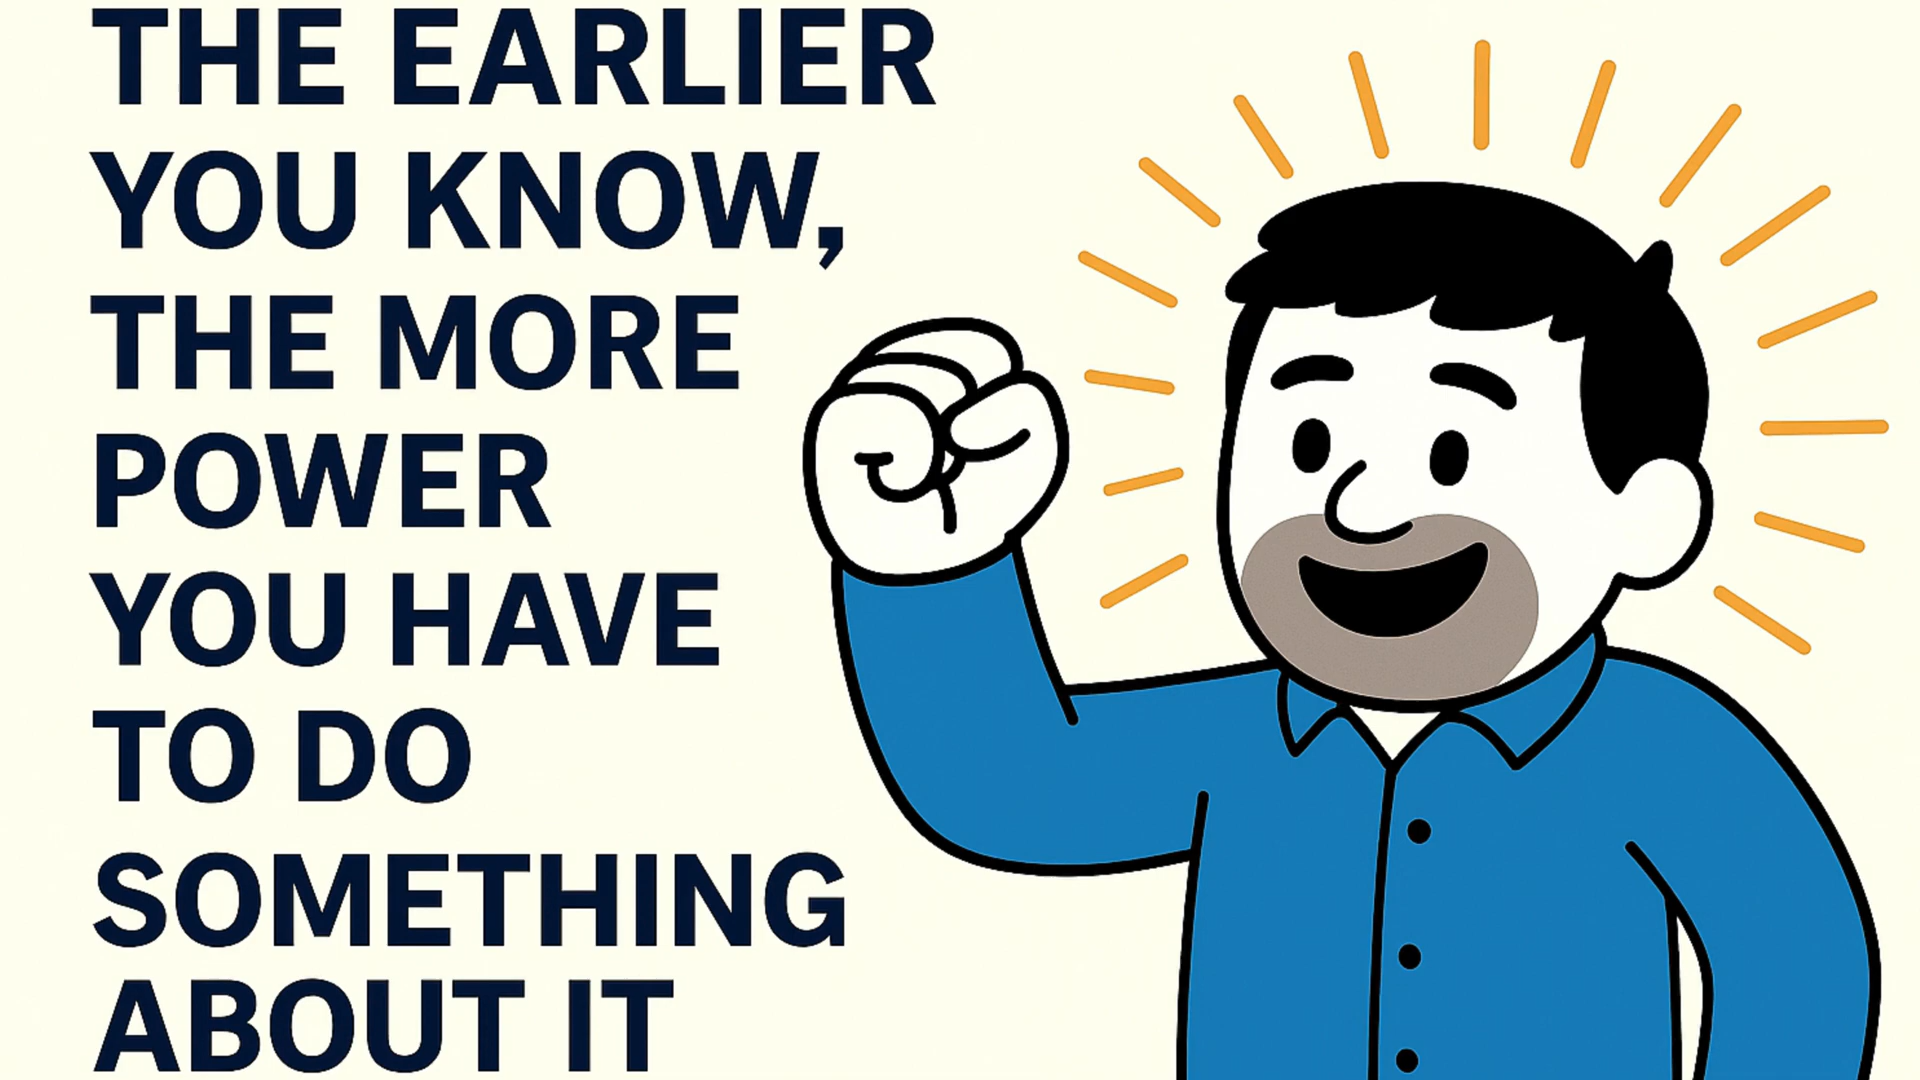 THE EARLIER
YOU KNOW,
THE MORE
POWER
YOU HAVE
TO DO
SOMETHING
ABOUT IT